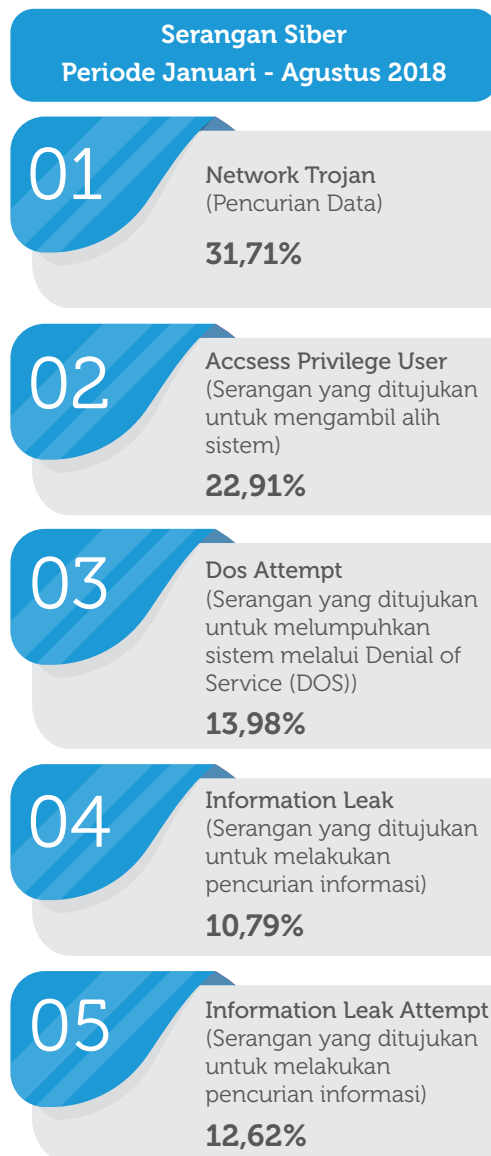 Serangan Siber
Periode Januari - Agustus 2018
01
Network Trojan
(Pencurian Data)
31,71%
02
Accsess Privilege User
(Serangan yang ditujukan
untuk mengambil alih
sistem)
22,91%
03
Dos Attempt
(Serangan yang ditujukan
untuk melumpuhkan
sistem melalui Denial of
Service (DOS))
13,98%
04
Information Leak
(Serangan yang ditujukan
untuk melakukan
pencurian informasi)
10,79%
05
Information Leak Attempt
(Serangan yang ditujukan
untuk melakukan
pencurian informasi)
12,62%